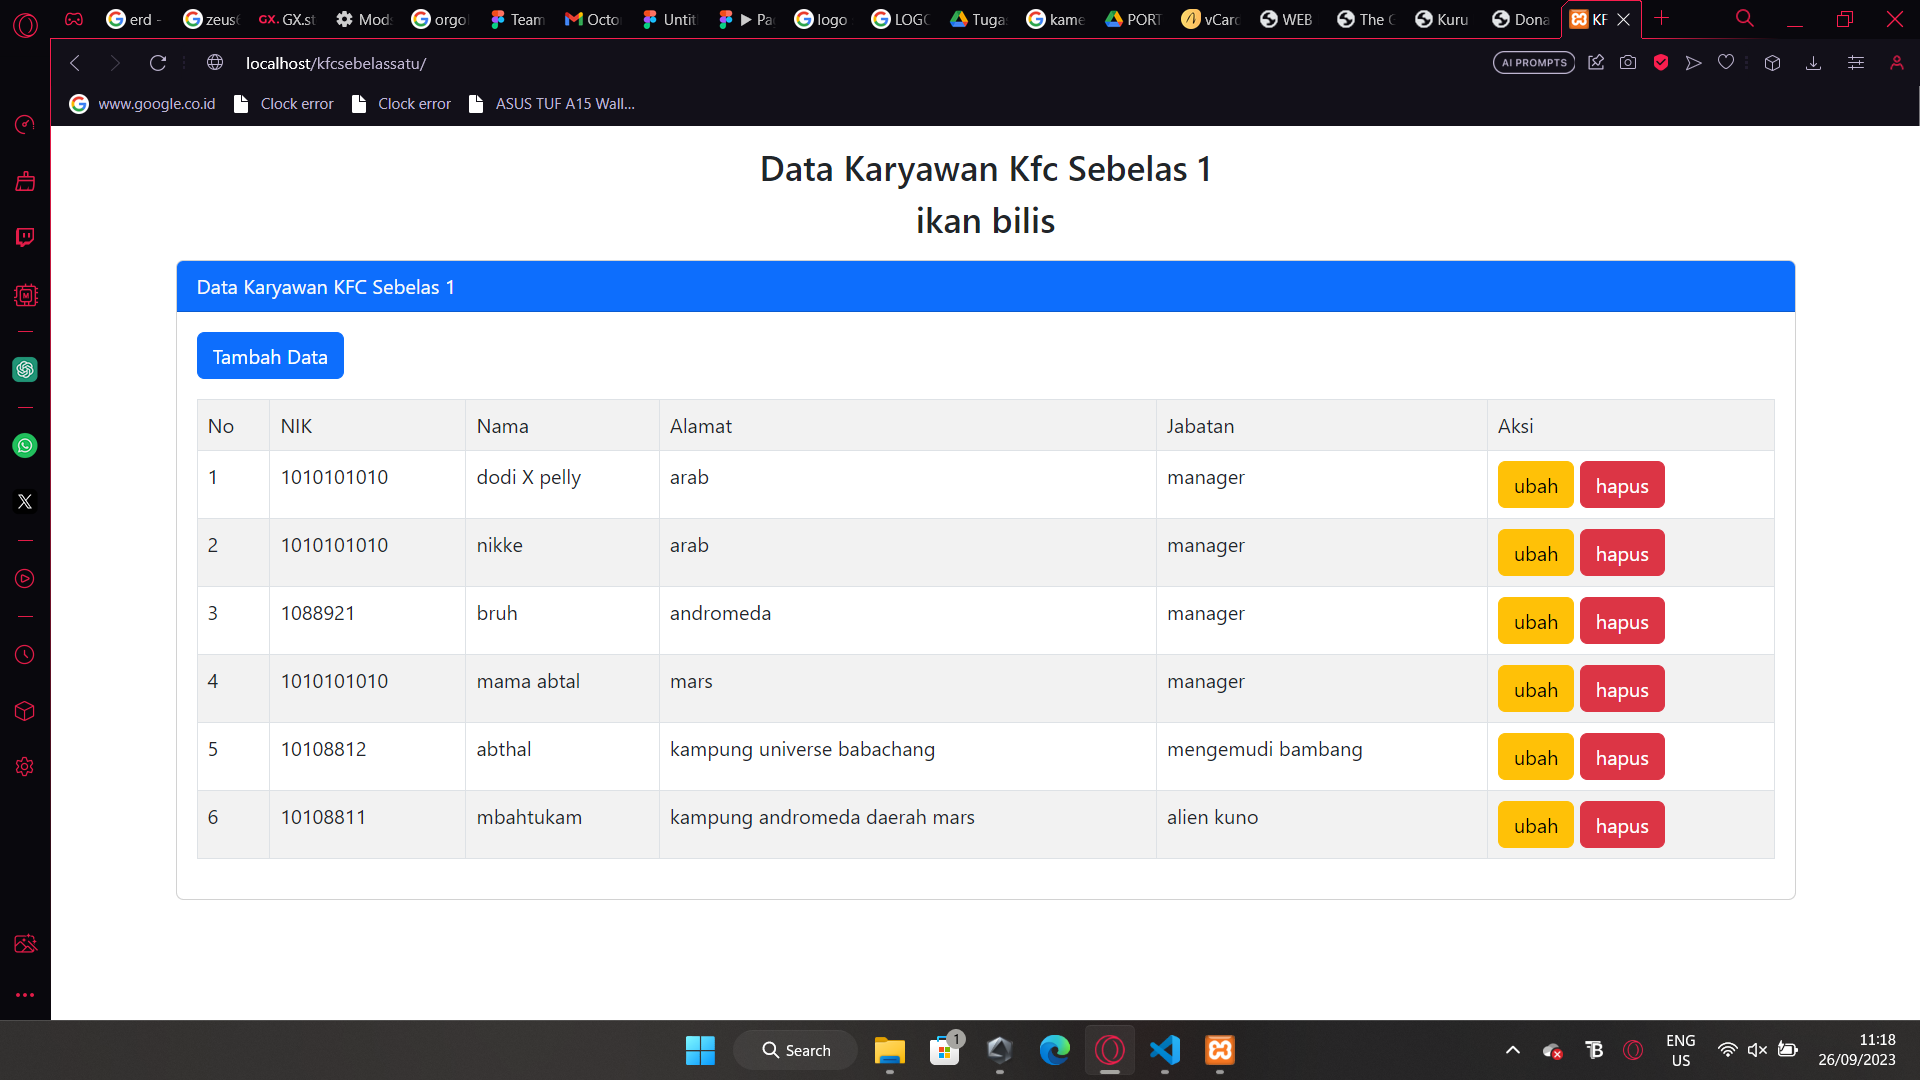 erd -
zeus
GX.st
Mods
orgo
Team
Octo
Untit
Pa
logo
LOGO
Tuga
kame
PORT
vCard
WEB
The G
Kuru
Dona
KF
localhost/kfcsebelassatu/
AI PROMPTS
www.google.co.id
Clock error
Clock error
ASUS TUF A15 Wall...
Data Karyawan Kfc Sebelas 1
ikan bilis
Data Karyawan KFC Sebelas 1
Tambah Data
No NIK Nama Alamat Jabatan Aksi
1 1010101010 dodi X pelly arab manager ubah hapus
2 1010101010 nikke arab manager ubah hapus
3 1088921 bruh andromeda manager ubah hapus
4 1010101010 mama abtal mars manager ubah hapus
5 10108812 abthal kampung universe babachang mengemudi bambang ubah hapus
6 10108811 mbahtukam kampung andromeda daerah mars alien kuno ubah hapus
Search
1
ENG
US
11:18
26/09/2023